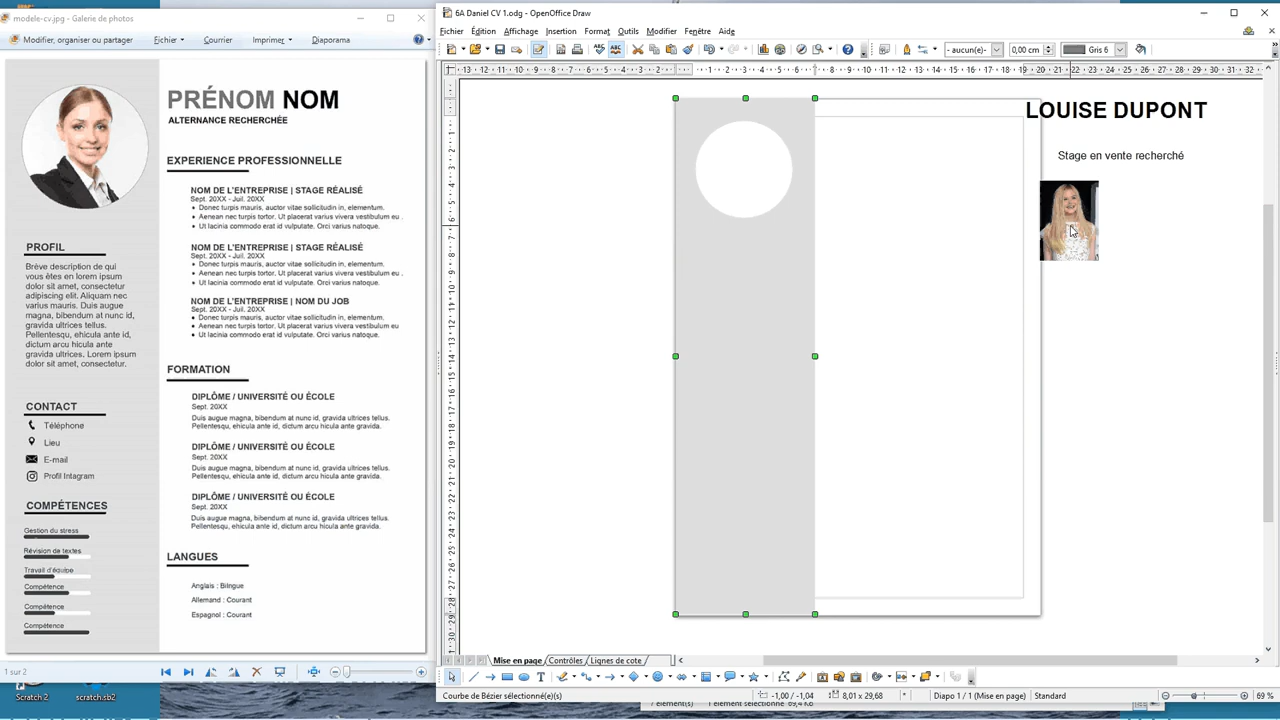 modele-cv.jpg - Galerie de photos
Modifier, organiser ou partager Fichier Courrier Imprimer Diaporama
PRÉNOM NOM
ALTERNANCE RECHERCHÉE
EXPERIENCE PROFESSIONNELLE
NOM DE L'ENTREPRISE | STAGE RÉALISÉ
Sept. 20XX - Juil. 20XX
• Donec turpis mauris, auctor vitae sollicitudin in, elementum.
• Aenean nec turpis tortor. Ut placerat varius vivera vestibulum eu .
• Ut lacinia commodo erat id vulputate. Orci varius natoque.
NOM DE L'ENTREPRISE | STAGE RÉALISÉ
Sept. 20XX - Juil. 20XX
• Donec turpis mauris, auctor vitae sollicitudin in, elementum.
• Aenean nec turpis tortor. Ut placerat varius vivera vestibulum eu .
• Ut lacinia commodo erat id vulputate. Orci varius natoque.
NOM DE L'ENTREPRISE | NOM DU JOB
Sept. 20XX - Juil. 20XX
• Donec turpis mauris, auctor vitae sollicitudin in, elementum.
• Aenean nec turpis tortor. Ut placerat varius vivera vestibulum eu
• Ut lacinia commodo erat id vulputate. Orci varius natoque.
FORMATION
DIPLÔME / UNIVERSITÉ OU ÉCOLE
Sept. 20XX
Duis augue magna, bibendum at nunc id, gravida ultrices tellus.
Pellentesqu, ehicula ante id, dictum arcu hicula ante gravida.
DIPLÔME / UNIVERSITÉ OU ÉCOLE
Sept. 20XX
Duis augue magna, bibendum at nunc id, gravida ultrices tellus.
Pellentesqu, ehicula ante id, dictum arcu hicula ante gravida.
DIPLÔME / UNIVERSITÉ OU ÉCOLE
Sept. 20XX
Duis augue magna, bibendum at nunc id, gravida ultrices tellus.
Pellentesqu, ehicula ante id, dictum arcu hicula ante gravida.
LANGUES
Anglais : Bilingue
Allemand : Courant
Espagnol : Courant
PROFIL
Brève description de qui
vous êtes en lorem ipsum
dolor sit amet, consectetur
adipiscing elit. Aliquam nec
varius mauris. Duis augue
magna, bibendum at nunc id,
gravida ultrices tellus.
Pellentesqu, ehicula ante id,
dictum arcu hicula ante
gravida ultrices. Lorem ipsum
dolor sit amet, consectetur.
CONTACT
Téléphone
Lieu
E-mail
Profil Intagram
COMPÉTENCES
Gestion du stress
Révision de textes
Travail d'équipe
Compétence
Compétence
Compétence
1 sur 2
Scratch 2 scratch.sb2
6A Daniel CV 1.odg - OpenOffice Draw
Fichier Édition Affichage Insertion Format Outils Modifier Fenêtre Aide
- aucun(e)- 0,00 cm Gris 6
LOUISE DUPONT
Stage en vente recherché
Mise en page Contrôles Lignes de cote
Courbe de Bézier sélectionné(e)(s) -1,00 / -1,04 8,01 x 29,68 * Diapo 1 / 1 (Mise en page) Standard 69 %